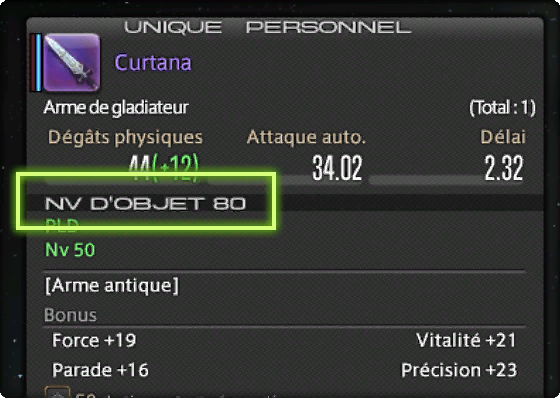 UNIQUE PERSONNEL
Curtana
Arme de gladiateur (Total : 1)
Dégâts physiques Attaque auto. Délai
44(+12) 34.02 2.32
NV D'OBJET 80
PLD
Nv 50
[Arme antique]
Bonus
Force +19 Vitalité +21
Parade +16 Précision +23